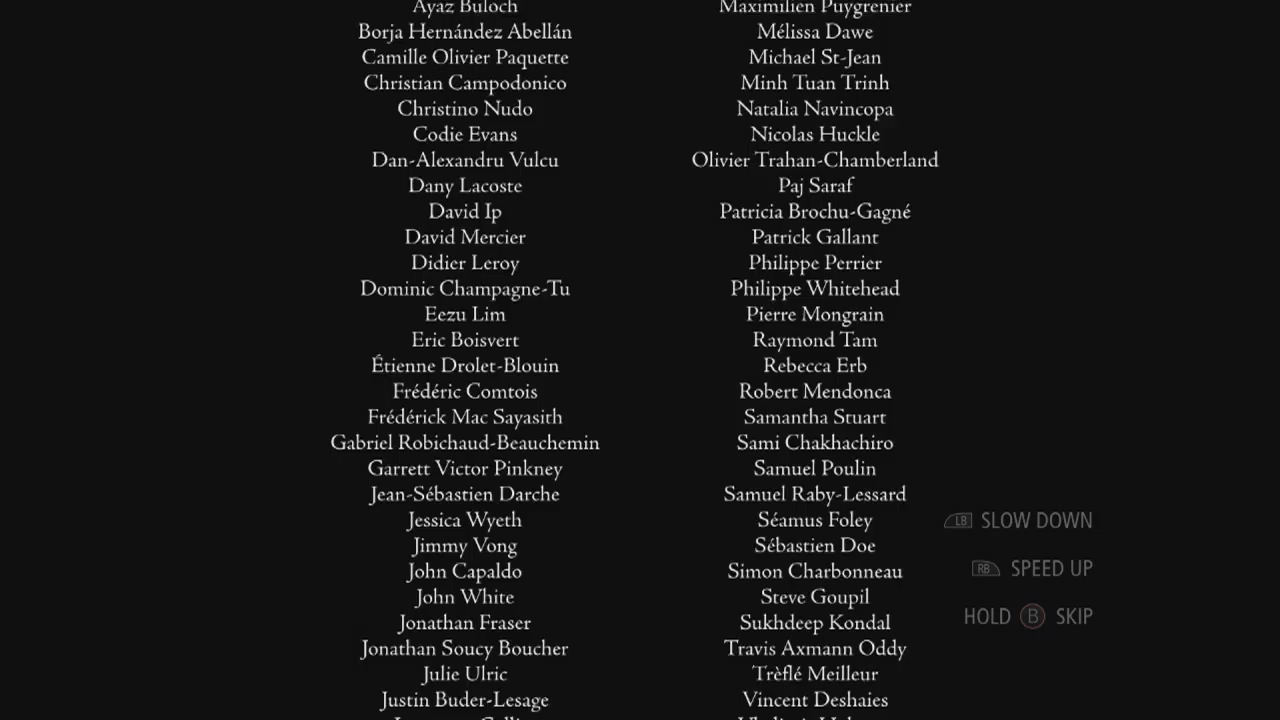 Ayaz Buloch
Borja Hernández Abellán
Camille Olivier Paquette
Christian Campodonico
Christino Nudo
Codie Evans
Dan-Alexandru Vulcu
Dany Lacoste
David Ip
David Mercier
Didier Leroy
Dominic Champagne-Tu
Eezu Lim
Eric Boisvert
Étienne Drolet-Blouin
Frédéric Comtois
Frédérick Mac Sayasith
Gabriel Robichaud-Beauchemin
Garrett Victor Pinkney
Jean-Sébastien Darche
Jessica Wyeth
Jimmy Vong
John Capaldo
John White
Jonathan Fraser
Jonathan Soucy Boucher
Julie Ulric
Justin Buder-Lesage
Maximilien Puygrenier
Mélissa Dawe
Michael St-Jean
Minh Tuan Trinh
Natalia Navincopa
Nicolas Huckle
Olivier Trahan-Chamberland
Paj Saraf
Patricia Brochu-Gagné
Patrick Gallant
Philippe Perrier
Philippe Whitehead
Pierre Mongrain
Raymond Tam
Rebecca Erb
Robert Mendonca
Samantha Stuart
Sami Chakhachiro
Samuel Poulin
Samuel Raby-Lessard
Séamus Foley
Sébastien Doe
Simon Charbonneau
Steve Goupil
Sukhdeep Kondal
Travis Axmann Oddy
Trèflé Meilleur
Vincent Deshaies
LB SLOW DOWN
RB SPEED UP
HOLD B SKIP